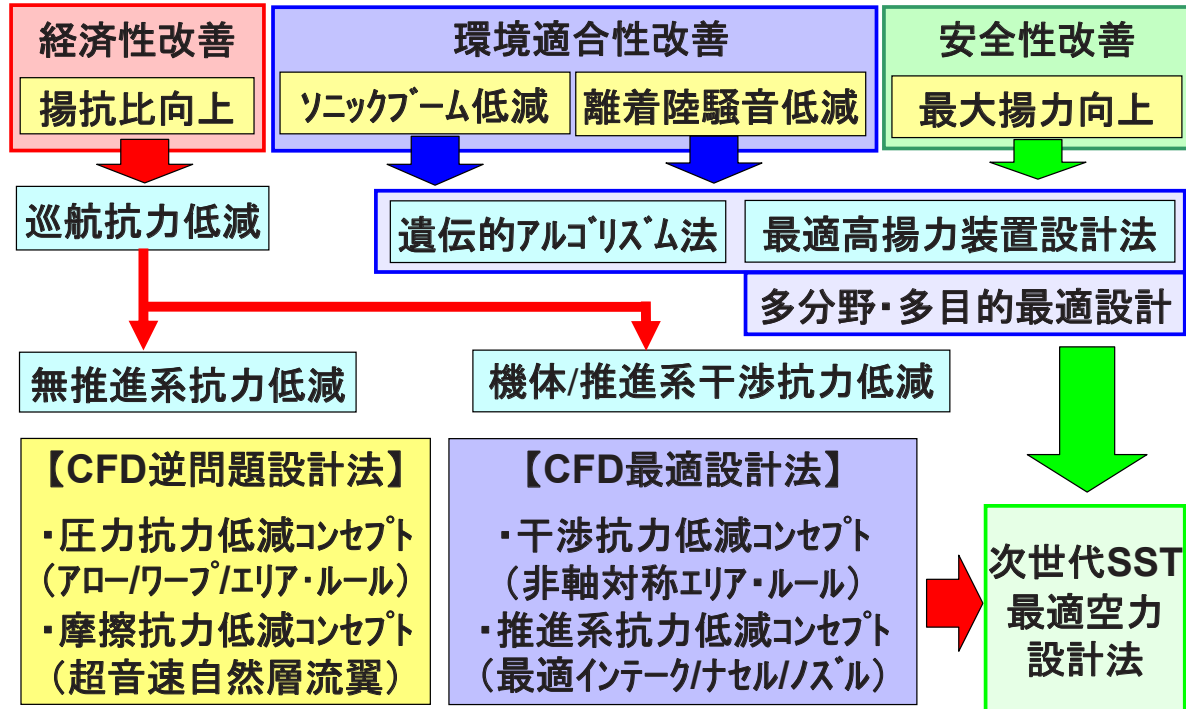 経済性改善
揚抗比向上
環境適合性改善
ｿﾆｯｸﾌﾞｰﾑ低減
離着陸騒音低減
安全性改善
最大揚力向上
巡航抗力低減
遺伝的ｱﾙｺﾞﾘｽﾞﾑ法
最適高揚力装置設計法
多分野・多目的最適設計
無推進系抗力低減
機体/推進系干渉抗力低減
【CFD逆問題設計法】
・圧力抗力低減ｺﾝｾﾌﾟﾄ
（ｱﾛｰ/ﾜｰﾌﾟ/ｴﾘｱ・ﾙｰﾙ）
・摩擦抗力低減ｺﾝｾﾌﾟﾄ
（超音速自然層流翼）
【CFD最適設計法】
・干渉抗力低減ｺﾝｾﾌﾟﾄ
（非軸対称ｴﾘｱ・ﾙｰﾙ）
・推進系抗力低減ｺﾝｾﾌﾟﾄ
（最適ｲﾝﾃｰｸ/ﾅｾﾙ/ﾉｽﾞﾙ）
次世代SST
最適空力
設計法